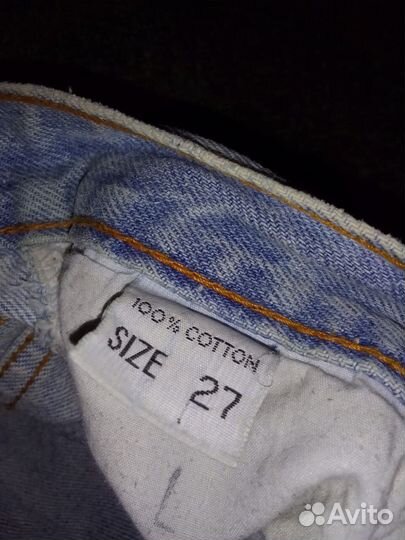 100% COTTON
SIZE 27
L
Avito